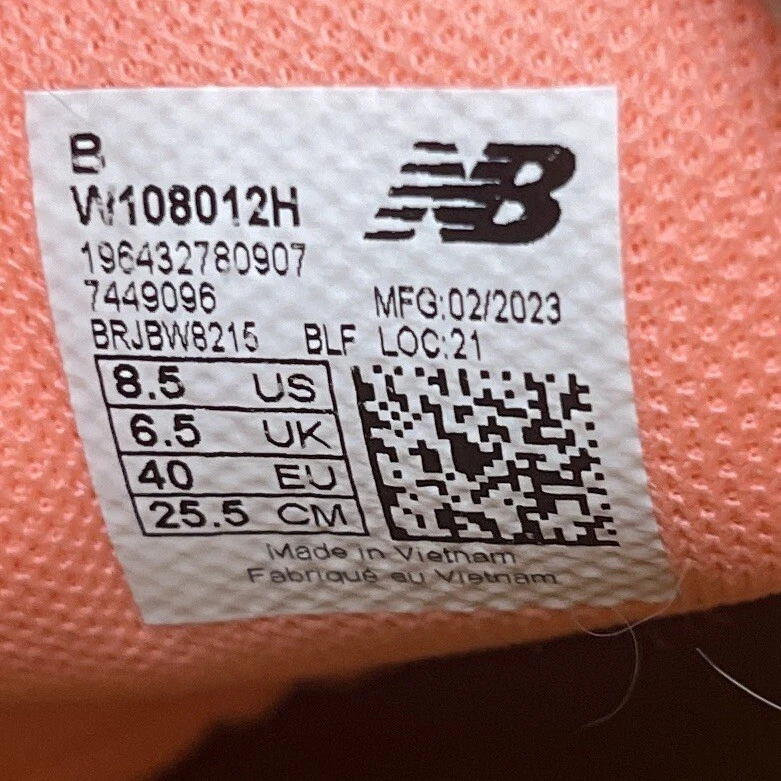 B
W108012H
NB
196432780907
7449096
MFG:02/2023
BRJBW8215 BLF LOC:21
8.5 US
6.5 UK
40 EU
25.5 CM
Made in Vietnam
Fabriqué au Vietnam